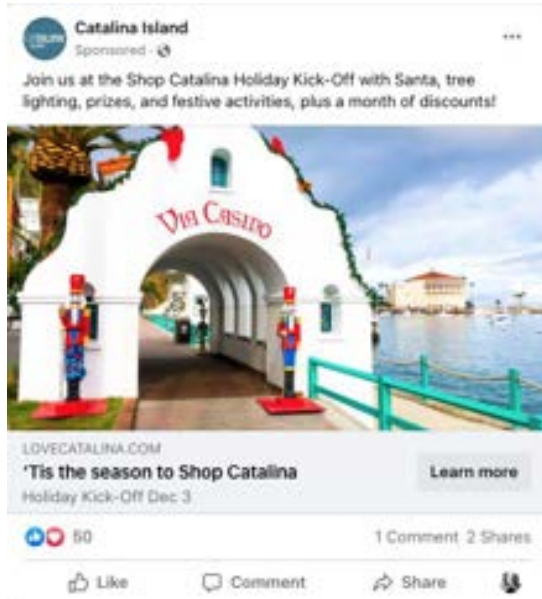 Catalina Island
Sponsored ·
Join us at the Shop Catalina Holiday Kick-Off with Santa, tree
lighting, prizes, and festive activities, plus a month of discounts!
Via Casino
LOVECATALINA.COM
'Tis the season to Shop Catalina
Learn more
Holiday Kick-Off Dec 3
50
1 Comment 2 Shares
Like
Comment
Share